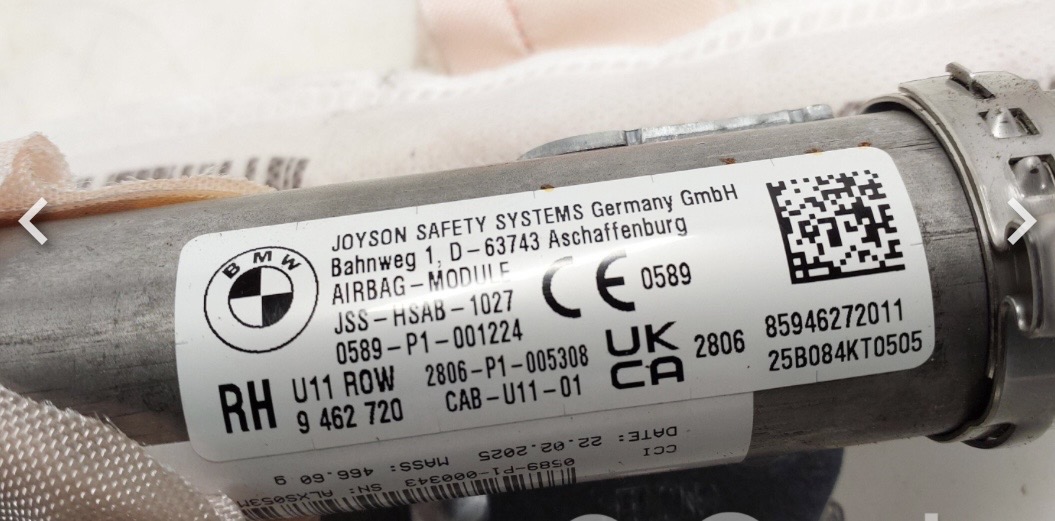 BMW
JOYSON SAFETY SYSTEMS Germany GmbH
Bahnweg 1, D-63743 Aschaffenburg
AIRBAG-MODULE
JSS-HSAB-1027
0589-P1-001224
CE 0589
RH
U11 ROW
9 462 720
2806-P1-005308
CAB-U11-01
UK
CA
2806
85946272011
25B084KT0505
CCI
DATE: 22.02.2025 MASS: 466.60 g
0589-P1-000343 SN: